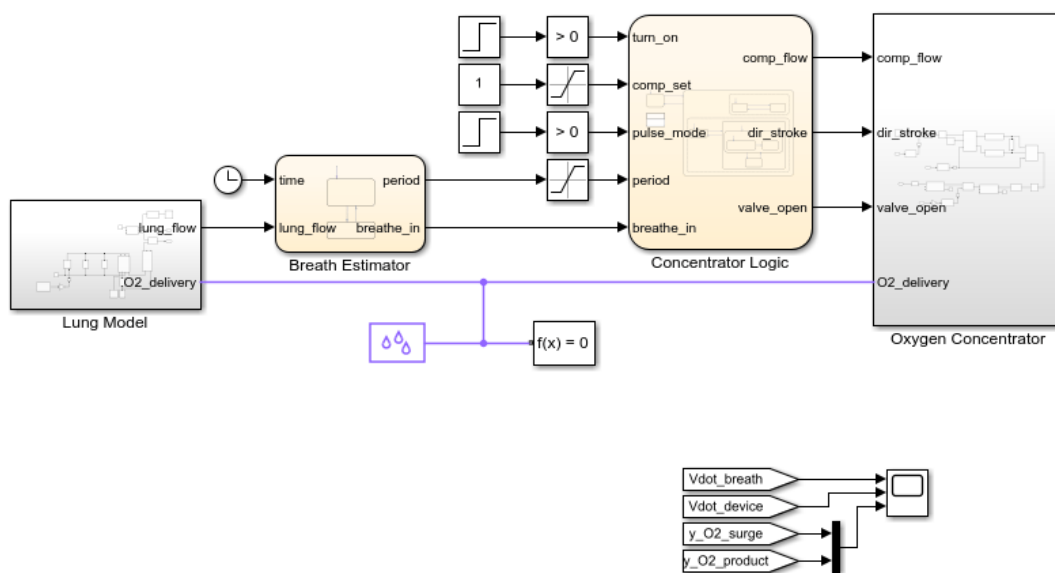 > 0
turn_on
comp_flow
comp_flow
1
comp_set
> 0
pulse_mode
dir_stroke
dir_stroke
time
period
period
lung_flow
lung_flow
breathe_in
breathe_in
valve_open
valve_open
Breath Estimator
Concentrator Logic
O2_delivery
O2_delivery
Lung Model
f(x) = 0
Oxygen Concentrator
Vdot_breath
Vdot_device
y_O2_surge
y_O2_product